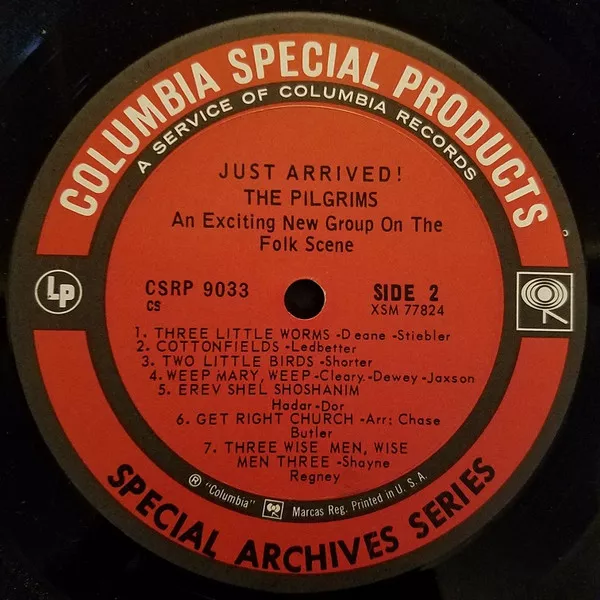 COLUMBIA SPECIAL PRODUCTS
A SERVICE OF COLUMBIA RECORDS
JUST ARRIVED!
THE PILGRIMS
An Exciting New Group On The
Folk Scene
LP
CSRP 9033
CS
SIDE 2
XSM 77824
1. THREE LITTLE WORMS -Deane -Stiebler
2. COTTONFIELDS -Ledbetter
3. TWO LITTLE BIRDS -Shorter
4. WEEP MARY, WEEP -Cleary -Dewey -Jaxson
5. EREV SHEL SHOSHANIM
Hadar -Dor
6. GET RIGHT CHURCH -Arr: Chase
Butler
7. THREE WISE MEN, WISE
MEN THREE -Shayne
Regney
® "Columbia" Marcas Reg. Printed in U. S. A.
SPECIAL ARCHIVES SERIES